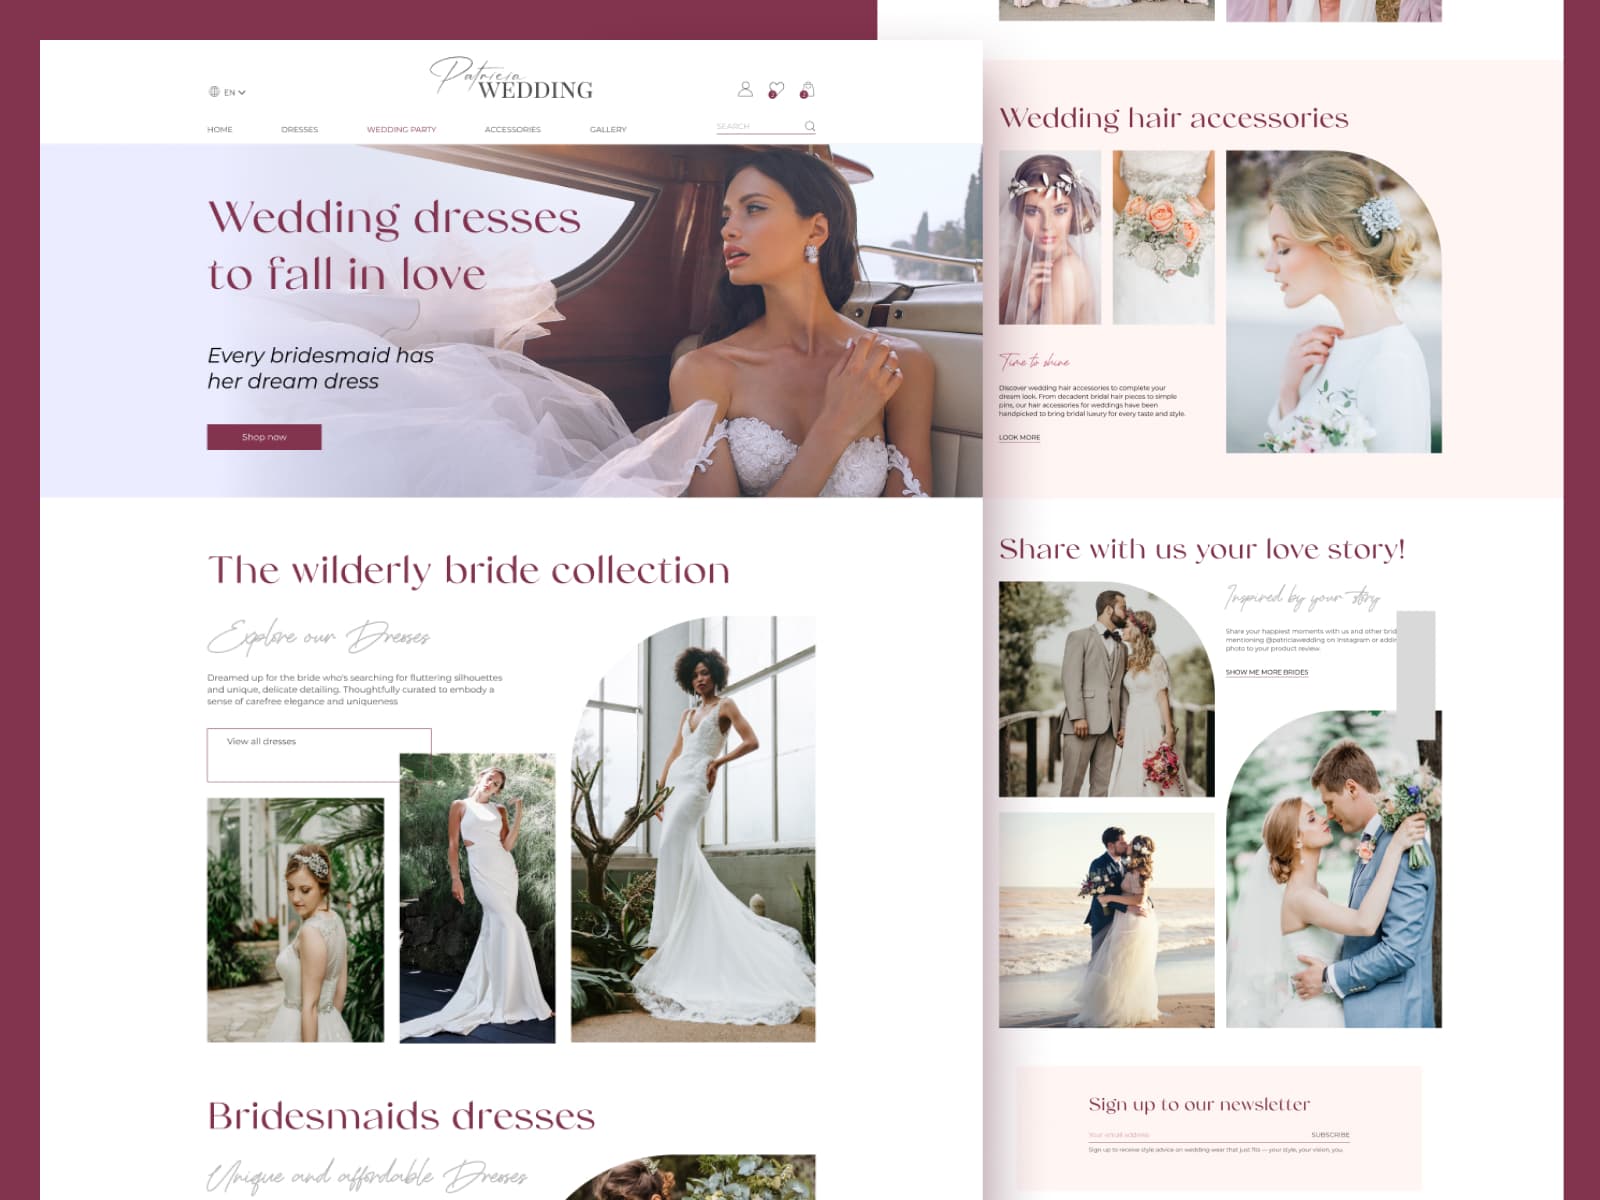 EN
Patricia
WEDDING
2
2
HOME
DRESSES
WEDDING PARTY
ACCESSORIES
GALLERY
SEARCH
Wedding dresses
to fall in love
Every bridesmaid has
her dream dress
Shop now
The wilderly bride collection
Explore our Dresses
Dreamed up for the bride who's searching for fluttering silhouettes
and unique, delicate detailing. Thoughtfully curated to embody a
sense of carefree elegance and uniqueness
View all dresses
Bridesmaids dresses
Unique and affordable Dresses
Wedding hair accessories
Time to shine
Discover wedding hair accessories to complete your
dream look. From decadent bridal hair pieces to simple
pins, our hair accessories for weddings have been
handpicked to bring bridal luxury for every taste and style.
LOOK MORE
Share with us your love story!
Inspired by your story
Share your happiest moments with us and other brid
mentioning @patriciawedding on Instagram or addin
photo to your product review.
SHOW ME MORE BRIDES
Sign up to our newsletter
Your email address
SUBSCRIBE
Sign up to receive style advice on wedding wear that just fits — your style, your vision, you.